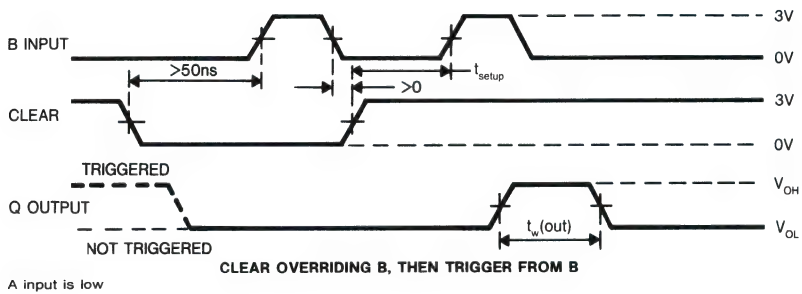 3V
B INPUT
0V
>50ns
t_setup
>0
CLEAR
3V
0V
TRIGGERED
V_OH
Q OUTPUT
t_w(out)
V_OL
NOT TRIGGERED
CLEAR OVERRIDING B, THEN TRIGGER FROM B
A input is low